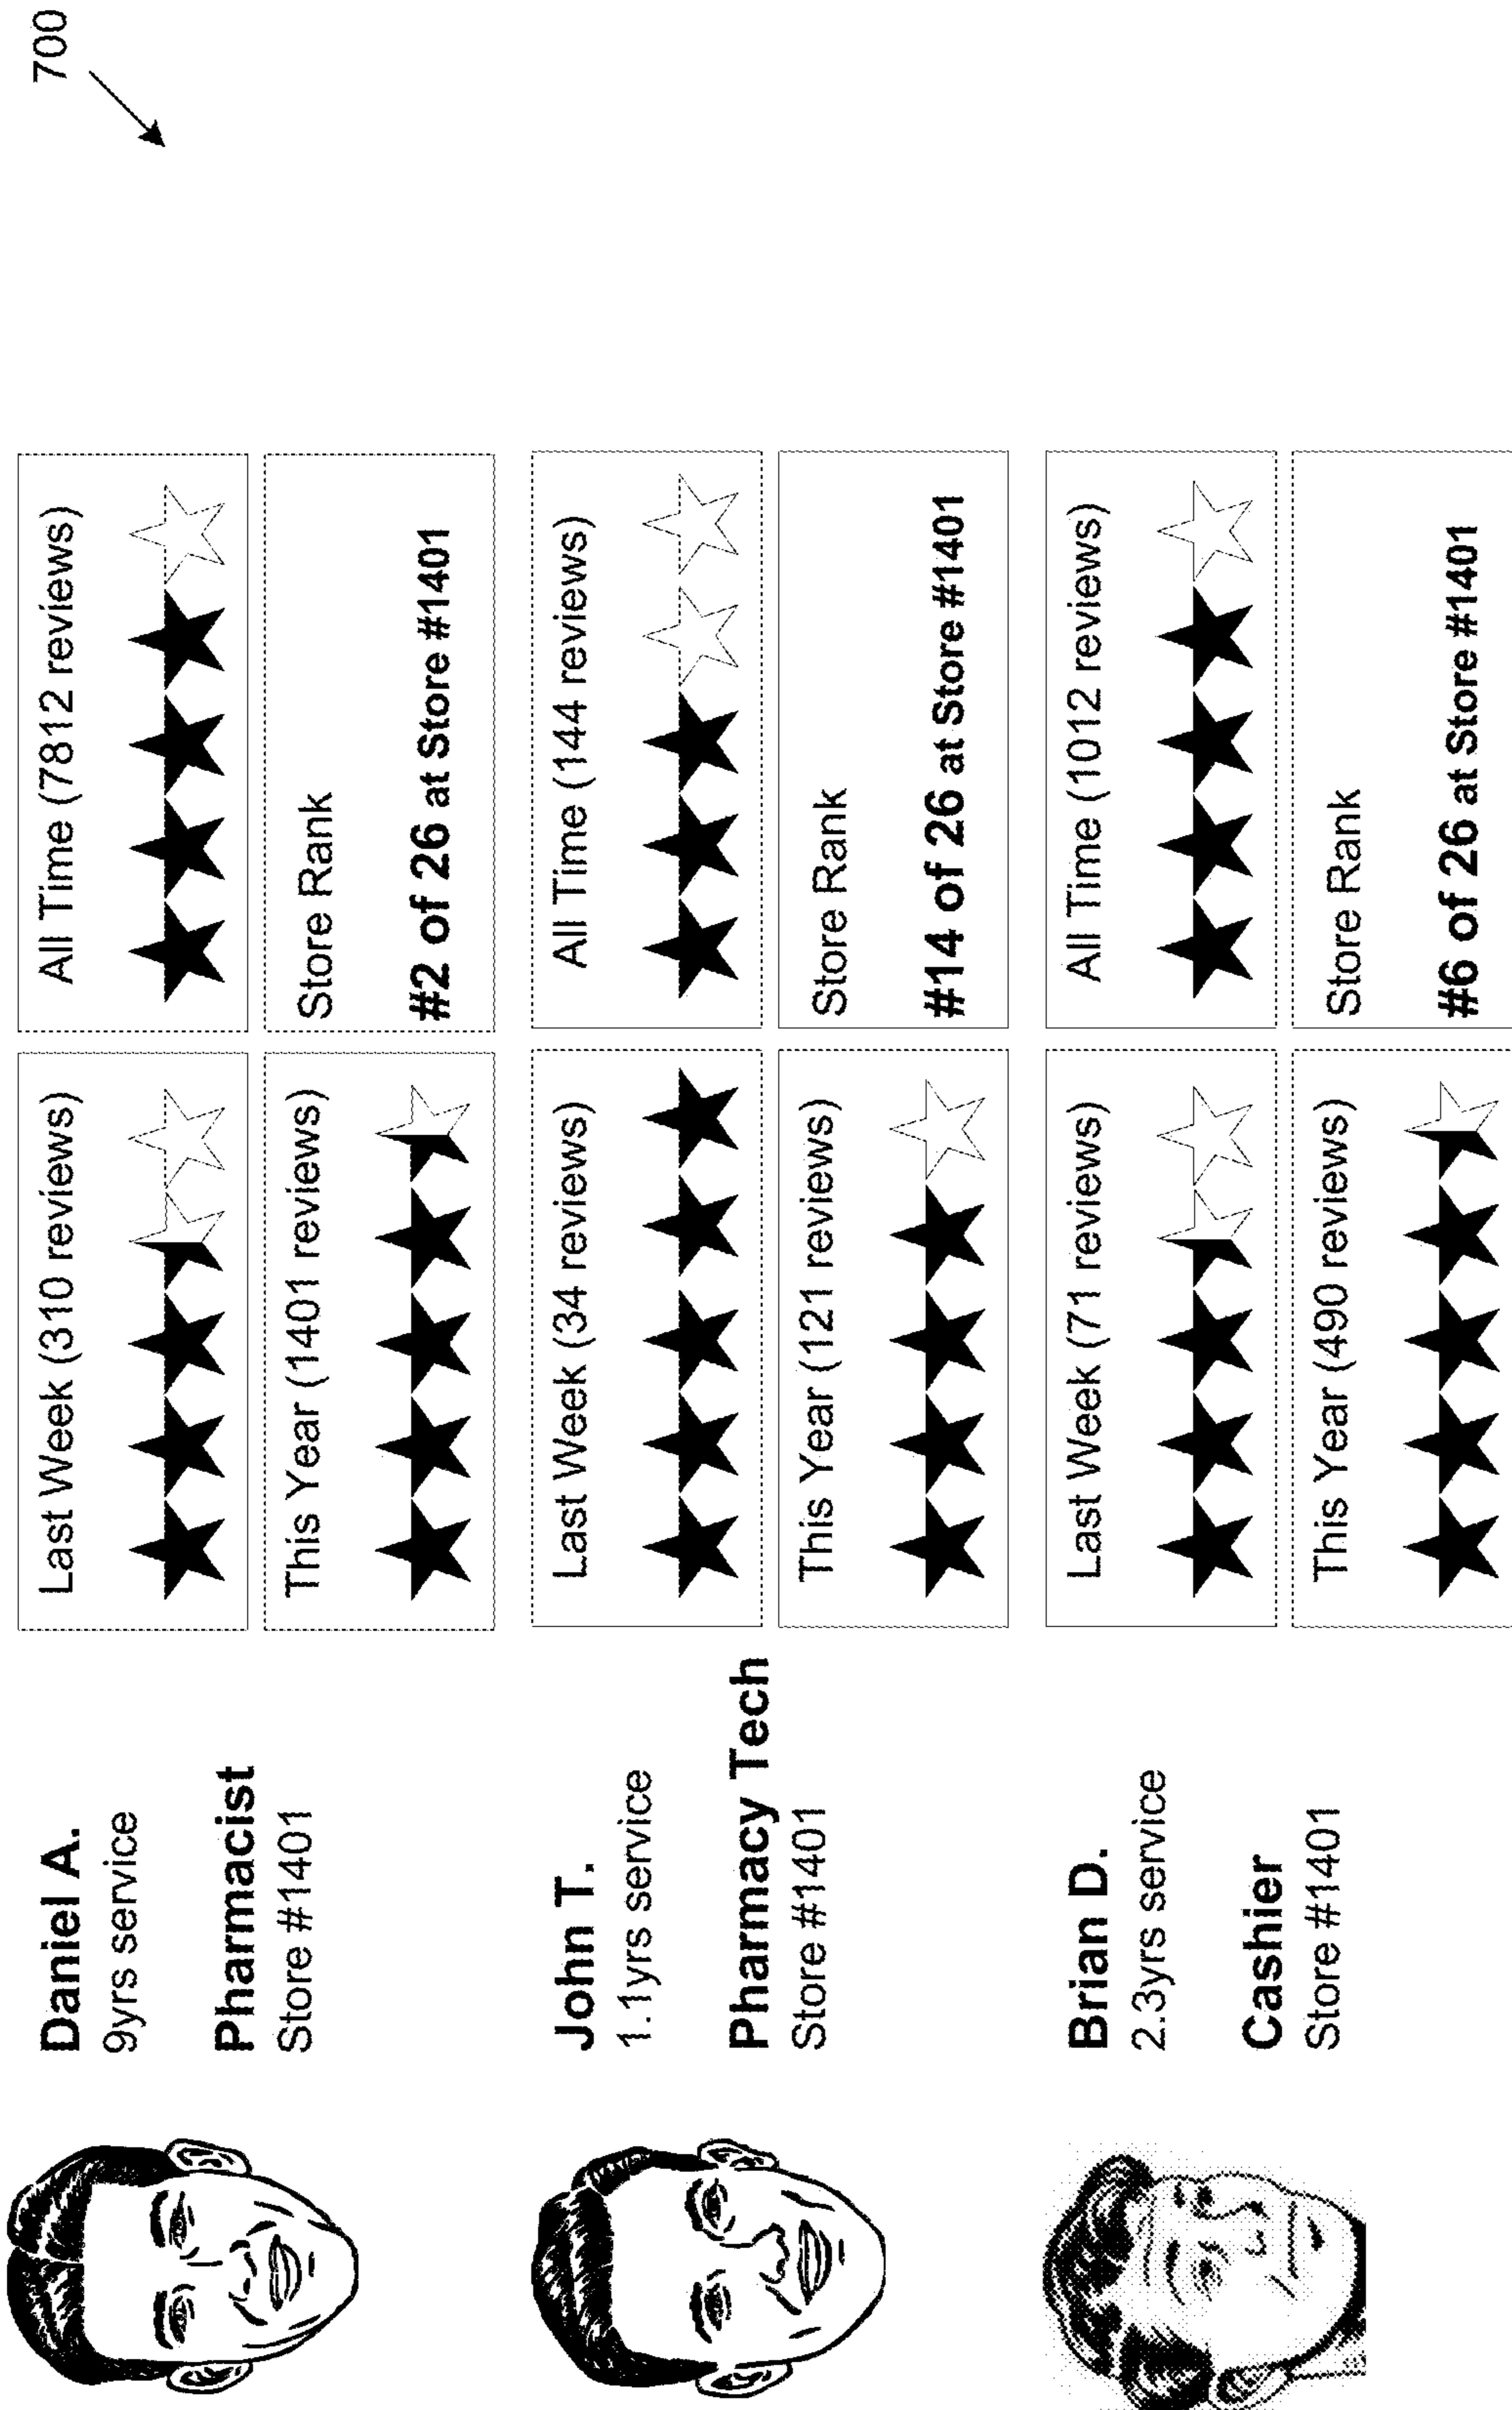 700
Daniel A.
9yrs service
Pharmacist
Store #1401
Last Week (310 reviews)
All Time (7812 reviews)
This Year (1401 reviews)
Store Rank
#2 of 26 at Store #1401
John T.
1.1yrs service
Pharmacy Tech
Store #1401
Last Week (34 reviews)
All Time (144 reviews)
This Year (121 reviews)
Store Rank
#14 of 26 at Store #1401
Brian D.
2.3yrs service
Cashier
Store #1401
Last Week (71 reviews)
All Time (1012 reviews)
This Year (490 reviews)
Store Rank
#6 of 26 at Store #1401